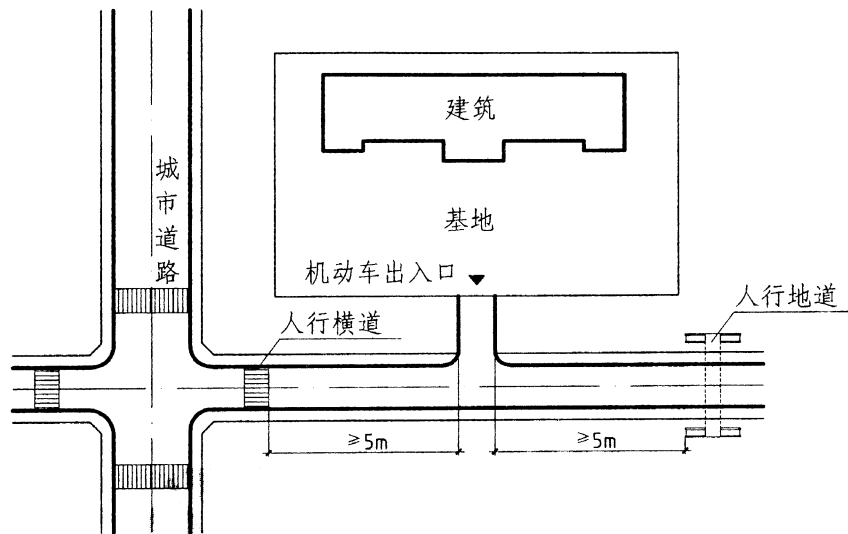 建筑
城市道路
基地
机动车出入口
人行地道
人行横道
≥5m
≥5m